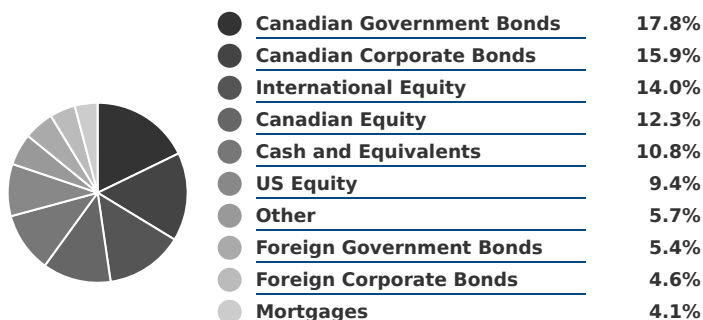 Canadian Government Bonds 17.8%
Canadian Corporate Bonds 15.9%
International Equity 14.0%
Canadian Equity 12.3%
Cash and Equivalents 10.8%
US Equity 9.4%
Other 5.7%
Foreign Government Bonds 5.4%
Foreign Corporate Bonds 4.6%
Mortgages 4.1%